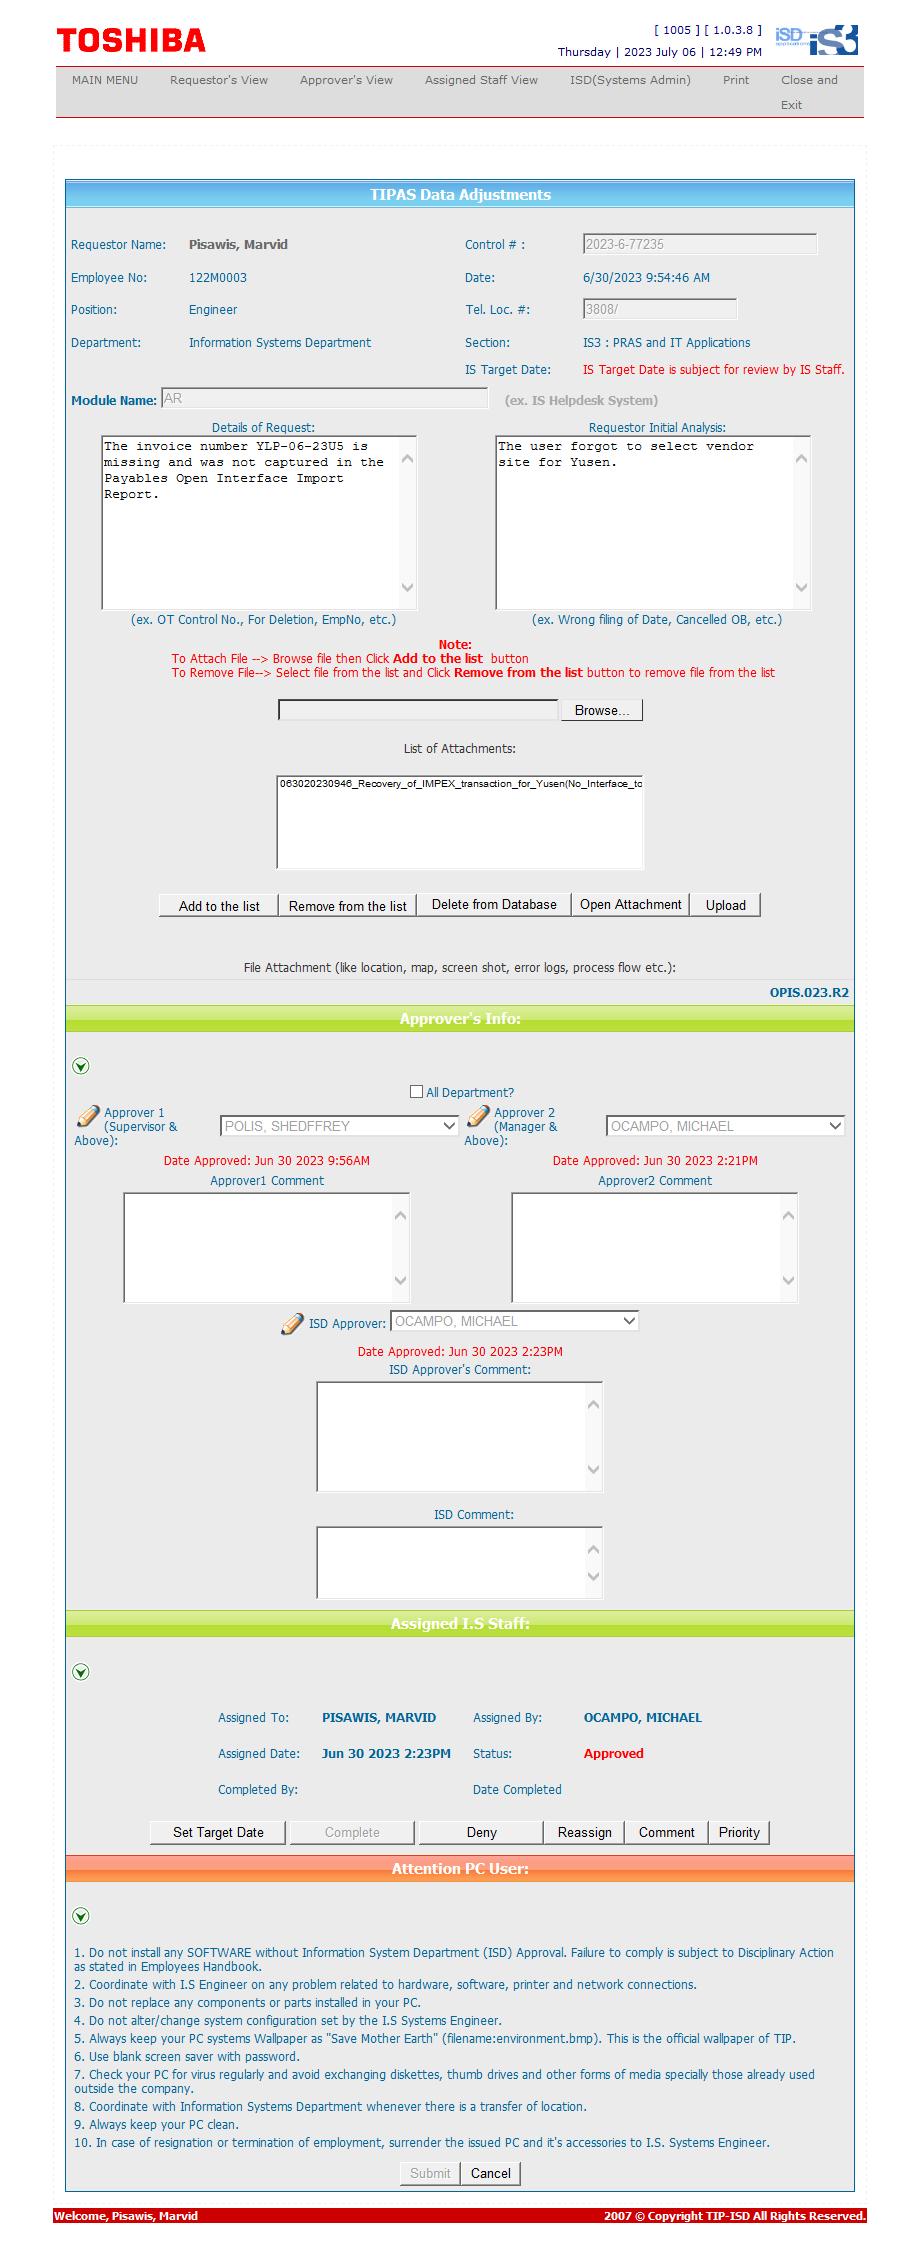 TOSHIBA
[ 1005 ] [ 1.0.3.8 ]
Thursday | 2023 July 06 | 12:49 PM
iSD
iS3
MAIN MENU Requestor's View Approver's View Assigned Staff View ISD(Systems Admin) Print Close and
Exit
TIPAS Data Adjustments
Requestor Name: Pisawis, Marvid Control # : 2023-6-77235
Employee No: 122M0003 Date: 6/30/2023 9:54:46 AM
Position: Engineer Tel. Loc. #: 3808/
Department: Information Systems Department Section: IS3 : PRAS and IT Applications
IS Target Date: IS Target Date is subject for review by IS Staff.
Module Name: AR (ex. IS Helpdesk System)
Details of Request:
The invoice number YLP-06-23U5 is
missing and was not captured in the
Payables Open Interface Import
Report.
(ex. OT Control No., For Deletion, EmpNo, etc.)
Requestor Initial Analysis:
The user forgot to select vendor
site for Yusen.
(ex. Wrong filing of Date, Cancelled OB, etc.)
Note:
To Attach File --> Browse file then Click Add to the list button
To Remove File--> Select file from the list and Click Remove from the list button to remove file from the list
Browse...
List of Attachments:
063020230946_Recovery_of_IMPEX_transaction_for_Yusen(No_Interface_to
Add to the list Remove from the list Delete from Database Open Attachment Upload
File Attachment (like location, map, screen shot, error logs, process flow etc.):
OPIS.023.R2
Approver's Info:
All Department?
Approver 1
(Supervisor &
Above):
POLIS, SHEDFFREY
Approver 2
(Manager &
Above):
OCAMPO, MICHAEL
Date Approved: Jun 30 2023 9:56AM
Date Approved: Jun 30 2023 2:21PM
Approver1 Comment
Approver2 Comment
ISD Approver: OCAMPO, MICHAEL
Date Approved: Jun 30 2023 2:23PM
ISD Approver's Comment:
ISD Comment:
Assigned I.S Staff:
Assigned To: PISAWIS, MARVID Assigned By: OCAMPO, MICHAEL
Assigned Date: Jun 30 2023 2:23PM Status: Approved
Completed By: Date Completed
Set Target Date Complete Deny Reassign Comment Priority
Attention PC User:
1. Do not install any SOFTWARE without Information System Department (ISD) Approval. Failure to comply is subject to Disciplinary Action
as stated in Employees Handbook.
2. Coordinate with I.S Engineer on any problem related to hardware, software, printer and network connections.
3. Do not replace any components or parts installed in your PC.
4. Do not alter/change system configuration set by the I.S Systems Engineer.
5. Always keep your PC systems Wallpaper as "Save Mother Earth" (filename:environment.bmp). This is the official wallpaper of TIP.
6. Use blank screen saver with password.
7. Check your PC for virus regularly and avoid exchanging diskettes, thumb drives and other forms of media specially those already used
outside the company.
8. Coordinate with Information Systems Department whenever there is a transfer of location.
9. Always keep your PC clean.
10. In case of resignation or termination of employment, surrender the issued PC and it's accessories to I.S. Systems Engineer.
Submit Cancel
Welcome, Pisawis, Marvid
2007 © Copyright TIP-ISD All Rights Reserved.